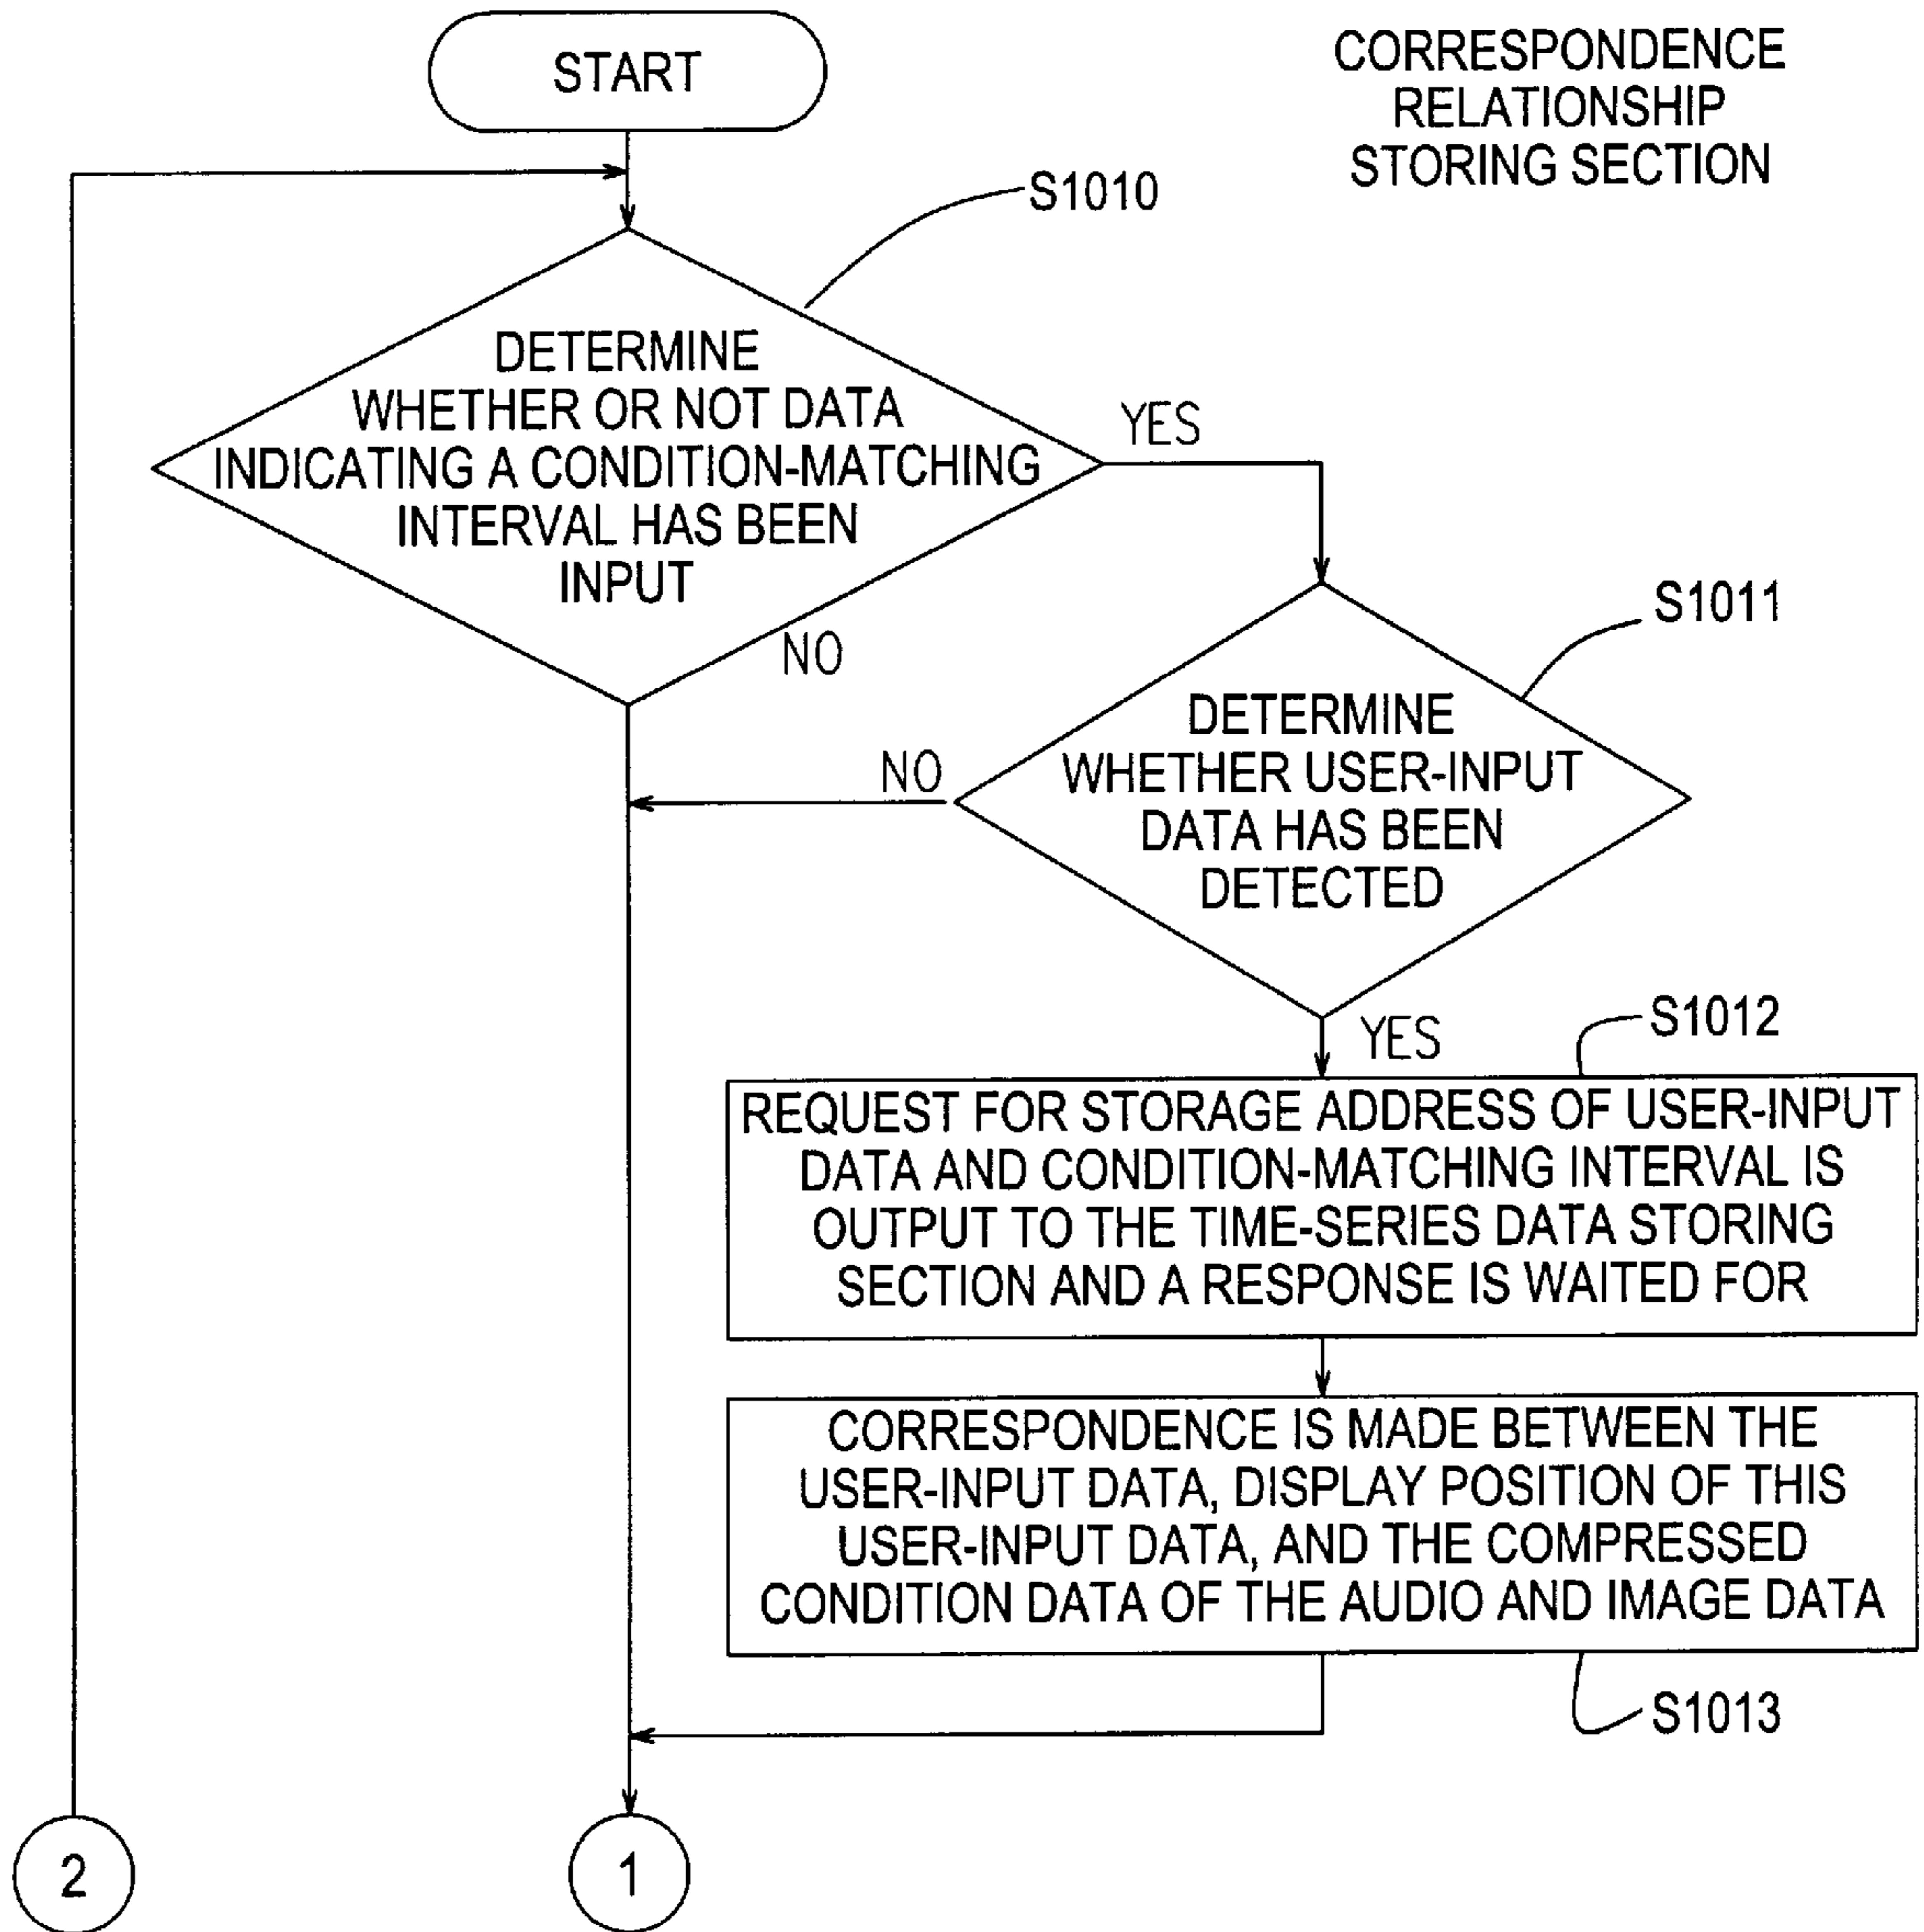 START
CORRESPONDENCE
RELATIONSHIP
STORING SECTION
S1010
DETERMINE
WHETHER OR NOT DATA
INDICATING A CONDITION-MATCHING
INTERVAL HAS BEEN
INPUT
YES
NO
S1011
DETERMINE
WHETHER USER-INPUT
DATA HAS BEEN
DETECTED
NO
YES
S1012
REQUEST FOR STORAGE ADDRESS OF USER-INPUT
DATA AND CONDITION-MATCHING INTERVAL IS
OUTPUT TO THE TIME-SERIES DATA STORING
SECTION AND A RESPONSE IS WAITED FOR
CORRESPONDENCE IS MADE BETWEEN THE
USER-INPUT DATA, DISPLAY POSITION OF THIS
USER-INPUT DATA, AND THE COMPRESSED
CONDITION DATA OF THE AUDIO AND IMAGE DATA
S1013
2
1